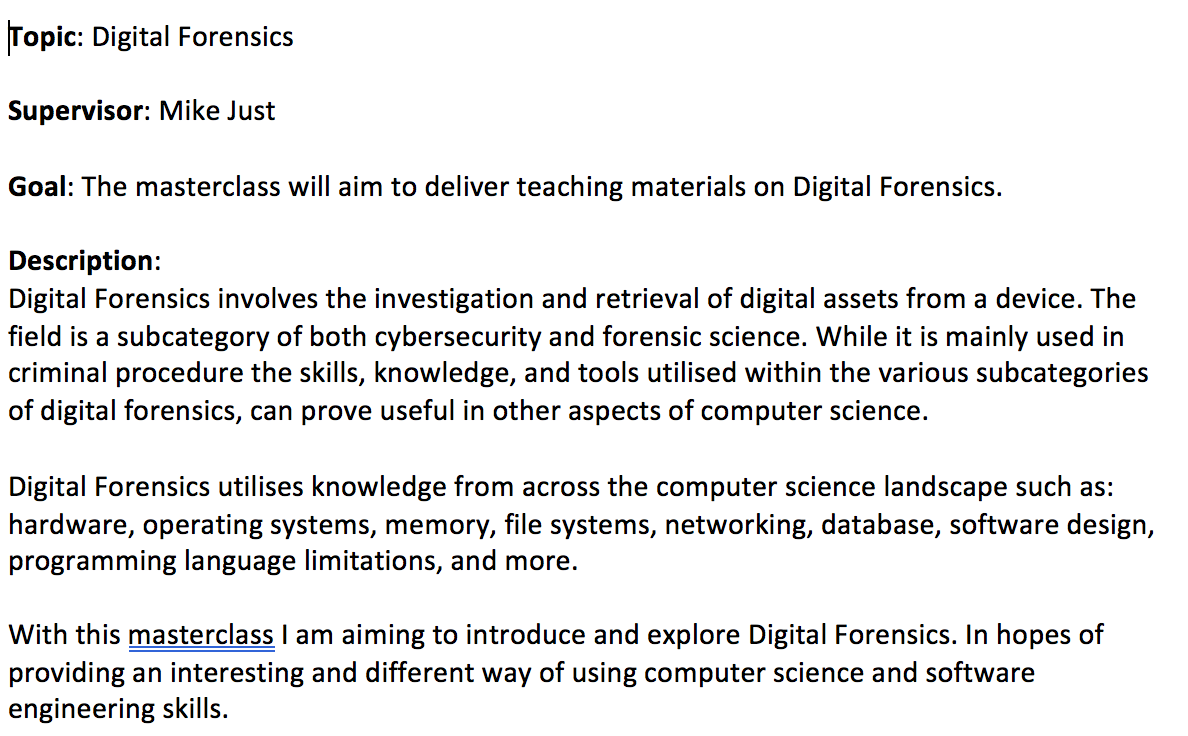 Topic: Digital Forensics
Supervisor: Mike Just
Goal: The masterclass will aim to deliver teaching materials on Digital Forensics.
Description:
Digital Forensics involves the investigation and retrieval of digital assets from a device. The
field is a subcategory of both cybersecurity and forensic science. While it is mainly used in
criminal procedure the skills, knowledge, and tools utilised within the various subcategories
of digital forensics, can prove useful in other aspects of computer science.
Digital Forensics utilises knowledge from across the computer science landscape such as:
hardware, operating systems, memory, file systems, networking, database, software design,
programming language limitations, and more.
With this masterclass I am aiming to introduce and explore Digital Forensics. In hopes of
providing an interesting and different way of using computer science and software
engineering skills.